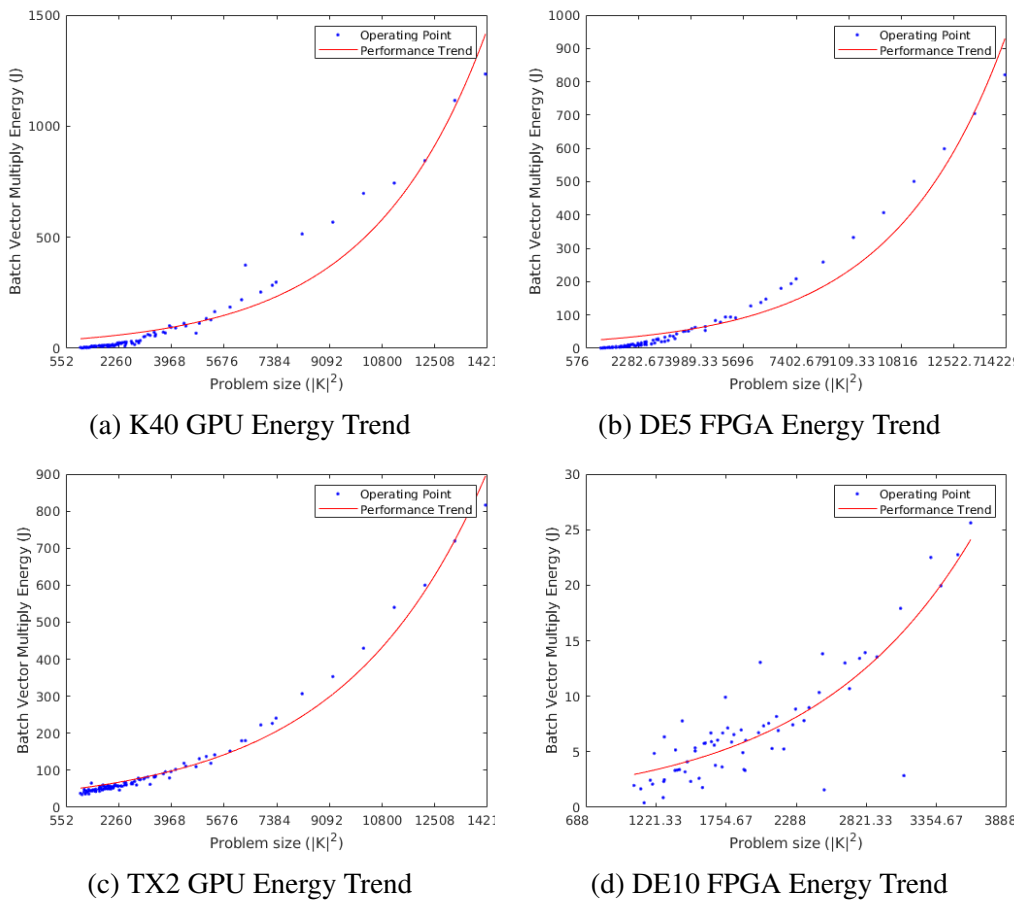 1500
1000
500
0
Batch Vector Multiply Energy (J)
Operating Point
Performance Trend
552 2260 3968 5676 7384 9092 10800 12508 1421
Problem size (|K|²)
(a) K40 GPU Energy Trend
1000
900
800
700
600
500
400
300
200
100
0
Batch Vector Multiply Energy (J)
Operating Point
Performance Trend
576 2282.673989.33 5696 7402.679109.33 10816 12522.714229
Problem size (|K|²)
(b) DE5 FPGA Energy Trend
900
800
700
600
500
400
300
200
100
0
Batch Vector Multiply Energy (J)
Operating Point
Performance Trend
552 2260 3968 5676 7384 9092 10800 12508 1421
Problem size (|K|²)
(c) TX2 GPU Energy Trend
30
25
20
15
10
5
0
Batch Vector Multiply Energy (J)
Operating Point
Performance Trend
688 1221.33 1754.67 2288 2821.33 3354.67 3888
Problem size (|K|²)
(d) DE10 FPGA Energy Trend